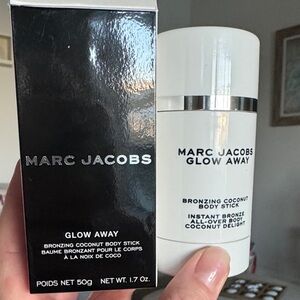 MARC JACOBS
GLOW AWAY
BRONZING COCONUT BODY STICK
BAUME BRONZANT POUR LE CORPS
À LA NOIX DE COCO
POIDS NET 50g NET WT. 1.7 Oz.
MARC JACOBS
GLOW AWAY
BRONZING COCONUT
BODY STICK
INSTANT BRONZE
ALL-OVER BODY
COCONUT DELIGHT